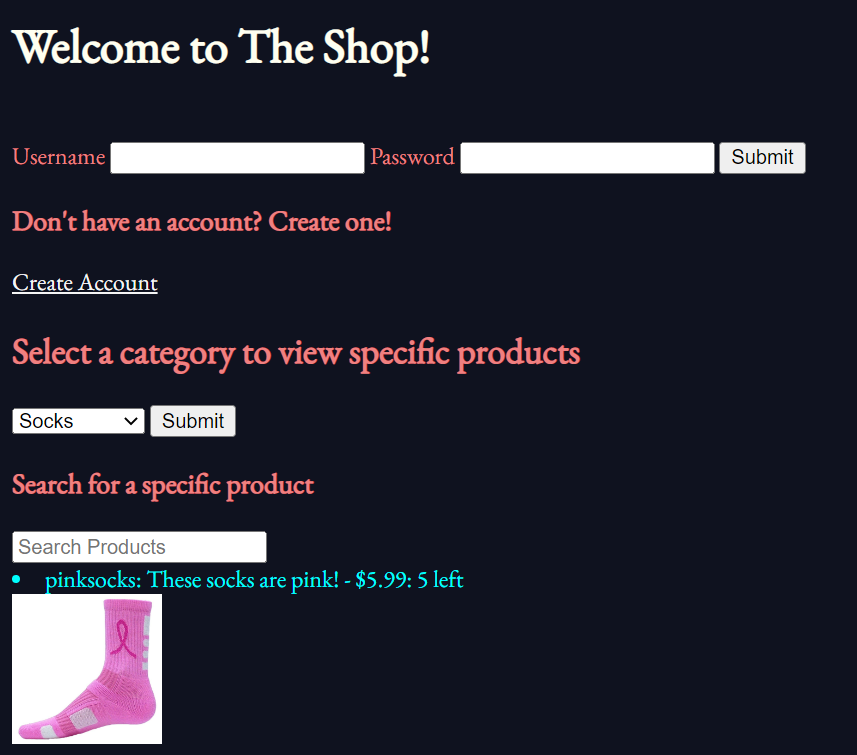 Welcome to The Shop!
Username Password Submit
Don't have an account? Create one!
Create Account
Select a category to view specific products
Socks Submit
Search for a specific product
Search Products
pinksocks: These socks are pink! - $5.99: 5 left